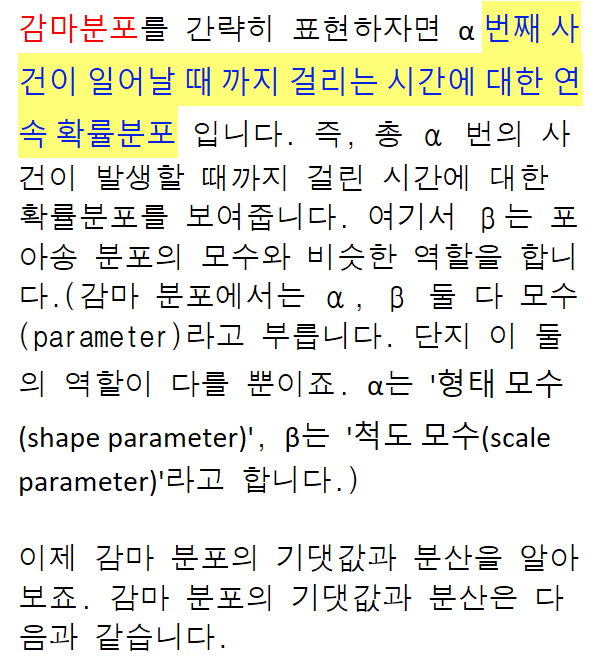 감마분포를 간략히 표현하자면 α 번째 사
건이 일어날 때 까지 걸리는 시간에 대한 연
속 확률분포 입니다. 즉, 총 α 번의 사
건이 발생할 때까지 걸린 시간에 대한
확률분포를 보여줍니다. 여기서 β는 포
아송 분포의 모수와 비슷한 역할을 합니
다.(감마 분포에서는 α, β 둘 다 모수
(parameter)라고 부릅니다. 단지 이 둘
의 역할이 다를 뿐이죠. α는 '형태 모수
(shape parameter)', β는 '척도 모수(scale
parameter)'라고 합니다.)
이제 감마 분포의 기댓값과 분산을 알아
보죠. 감마 분포의 기댓값과 분산은 다
음과 같습니다.